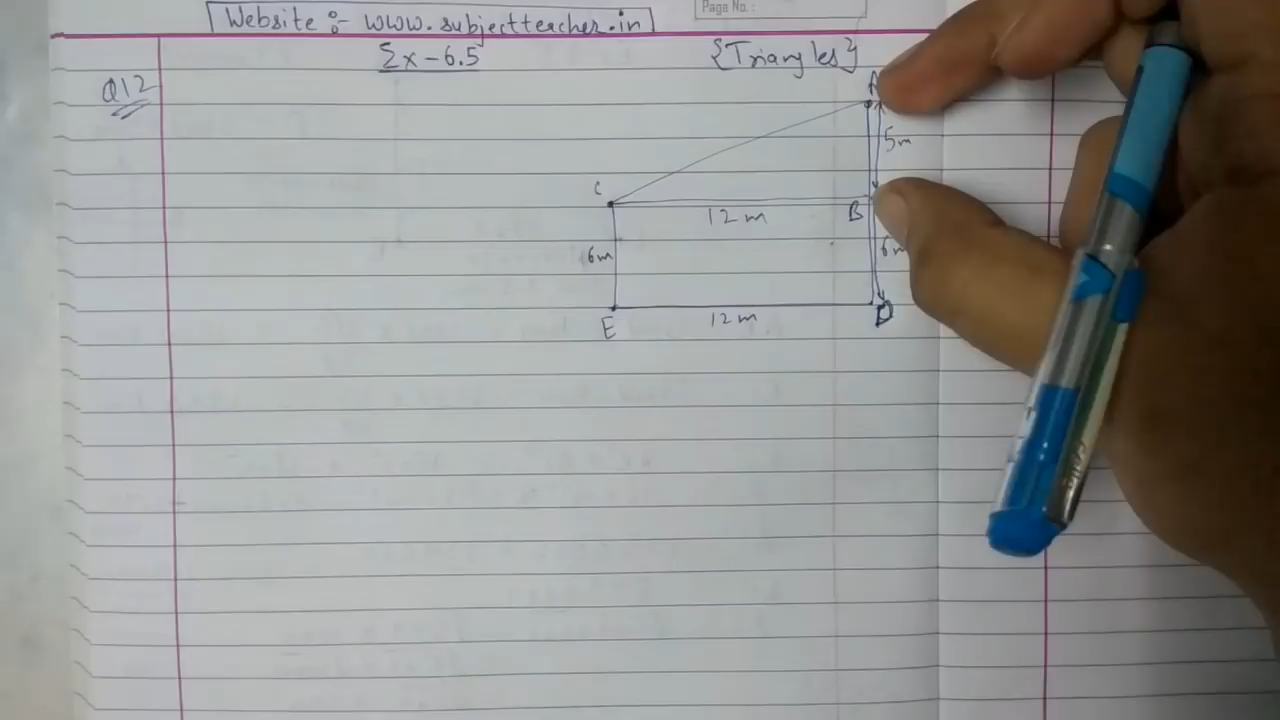 Page No. :
Website :- www.subjectteacher.in
Ex-6.5 {Triangles}
Q12
A
5m
C
12 m
B
6m
6m
E
12 m
D